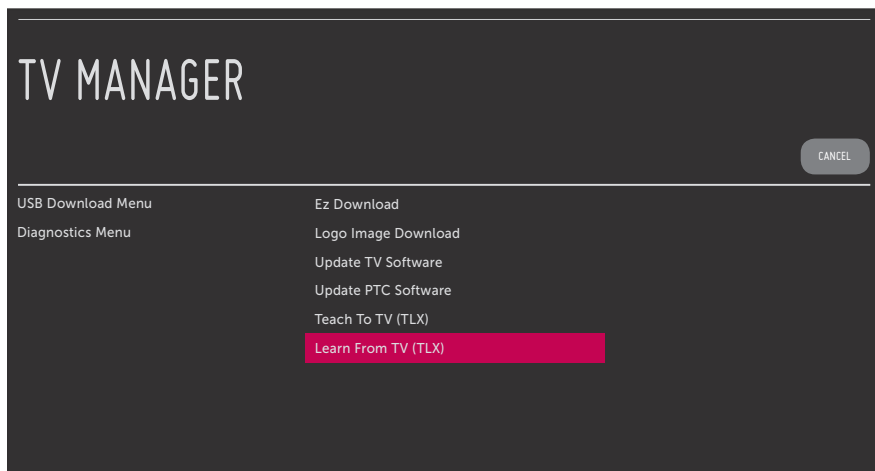 TV MANAGER
CANCEL
USB Download Menu
Diagnostics Menu
Ez Download
Logo Image Download
Update TV Software
Update PTC Software
Teach To TV (TLX)
Learn From TV (TLX)